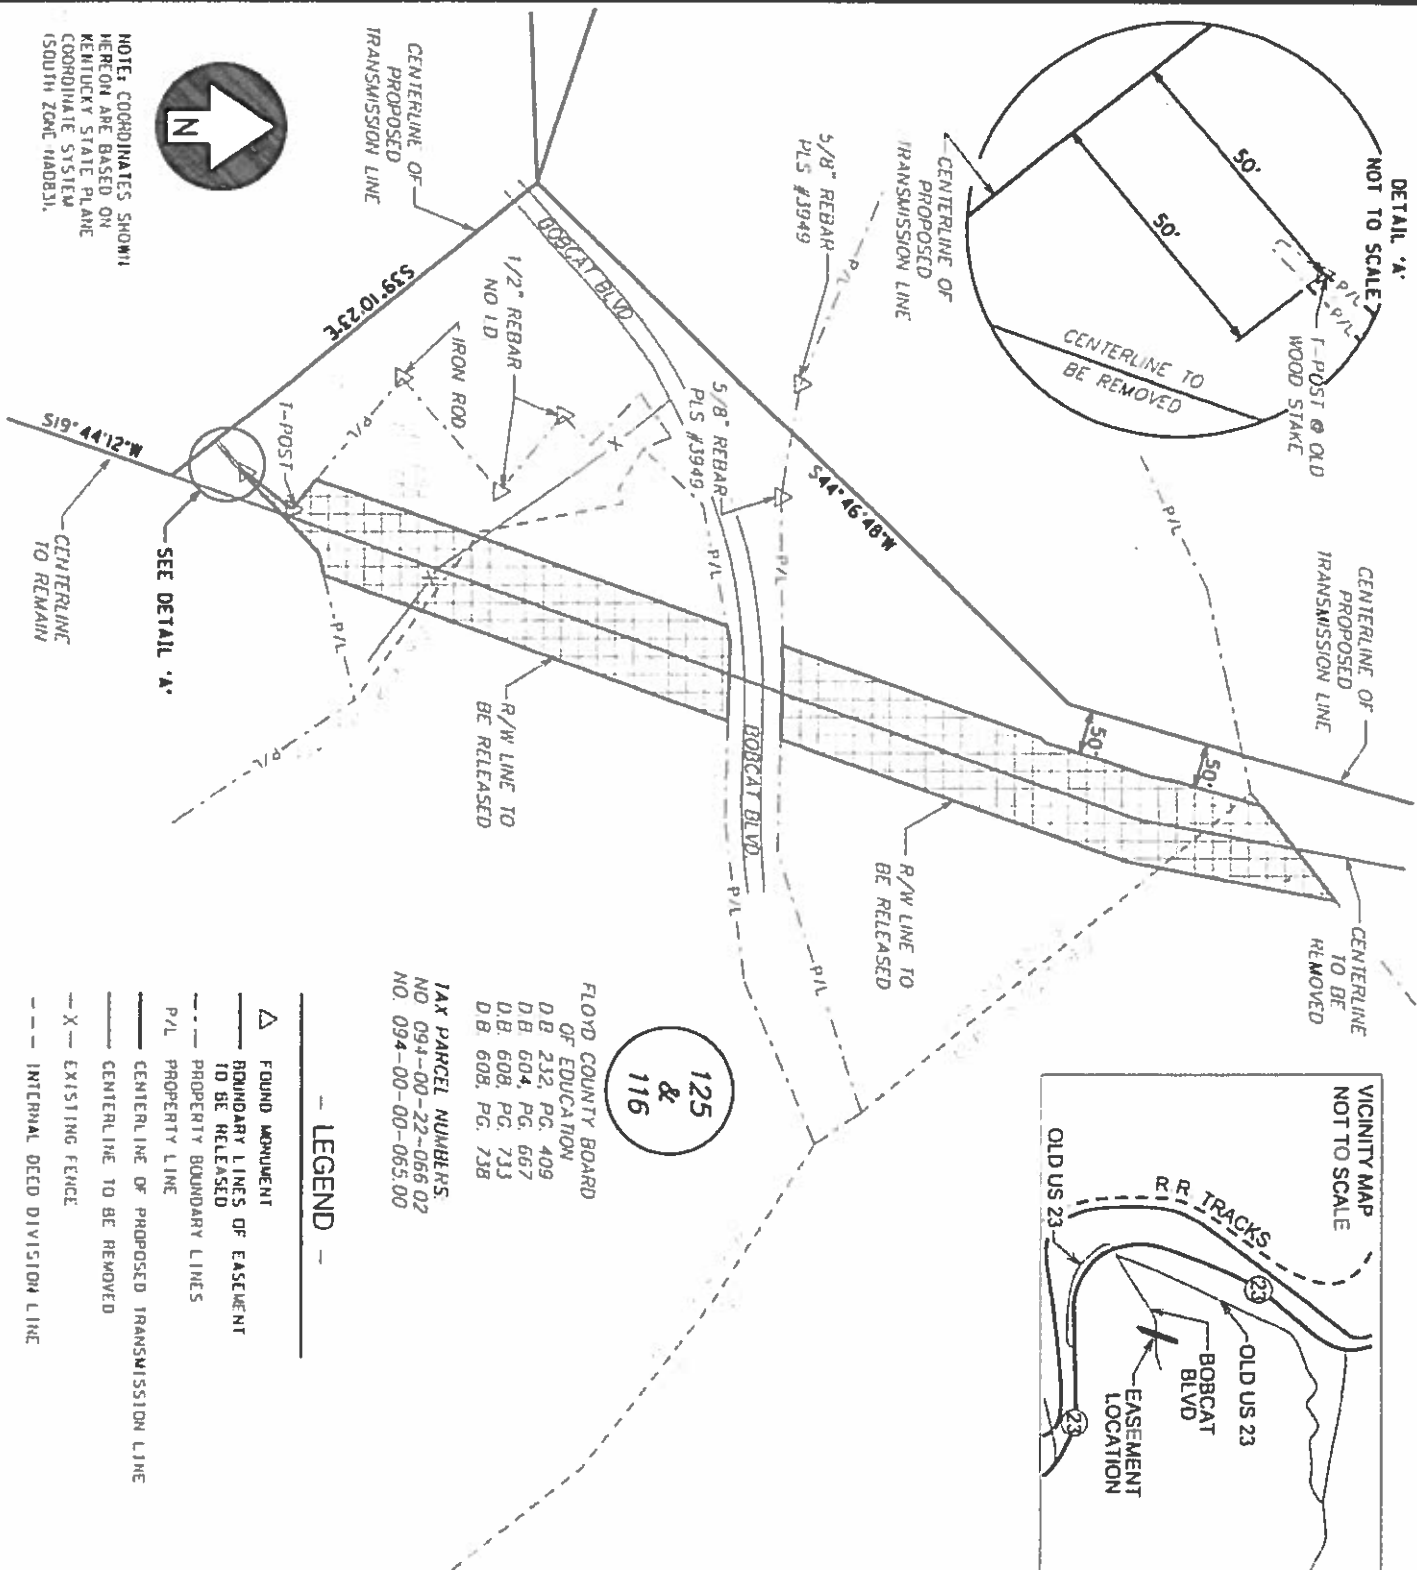 DETAIL 'A'
NOT TO SCALE
50'
50'
P/L
P/L
T-POST @ OLD
WOOD STAKE
CENTERLINE TO
BE REMOVED
CENTERLINE OF
PROPOSED
TRANSMISSION LINE
5/8" REBAR
PLS #3949
P/L
CENTERLINE OF
PROPOSED
TRANSMISSION LINE
N
NOTE: COORDINATES SHOWN
HEREON ARE BASED ON
KENTUCKY STATE PLANE
COORDINATE SYSTEM
(SOUTH ZONE NAD83).
VICINITY MAP
NOT TO SCALE
R.R. TRACKS
OLD US 23
23
OLD US 23
BOBCAT
BLVD
EASEMENT
LOCATION
23
CENTERLINE OF
PROPOSED
TRANSMISSION LINE
P/L
50'
50'
CENTERLINE
TO BE
REMOVED
S44°46'48"W
BOBCAT BLVD
5/8" REBAR
PLS #3949
P/L
P/L
1/2" REBAR
NO I.D
IRON ROD
S39°10'23"E
P/L
T-POST
S19°44'12"W
SEE DETAIL 'A'
CENTERLINE
TO REMAIN
P/L
P/L
R/W LINE TO
BE RELEASED
BOBCAT BLVD.
P/L
P/L
R/W LINE TO
BE RELEASED
125
&
116
FLOYD COUNTY BOARD
OF EDUCATION
D.B. 232, PG. 409
D.B. 604, PG. 667
D.B. 608, PG. 733
D.B. 608, PG. 738
TAX PARCEL NUMBERS:
NO 094-00-22-066 02
NO. 094-00-00-065.00
- LEGEND -
FOUND MONUMENT
BOUNDARY LINES OF EASEMENT
TO BE RELEASED
PROPERTY BOUNDARY LINES
P/L PROPERTY LINE
CENTERLINE OF PROPOSED TRANSMISSION LINE
CENTERLINE TO BE REMOVED
X EXISTING FENCE
INTERNAL DEED DIVISION LINE